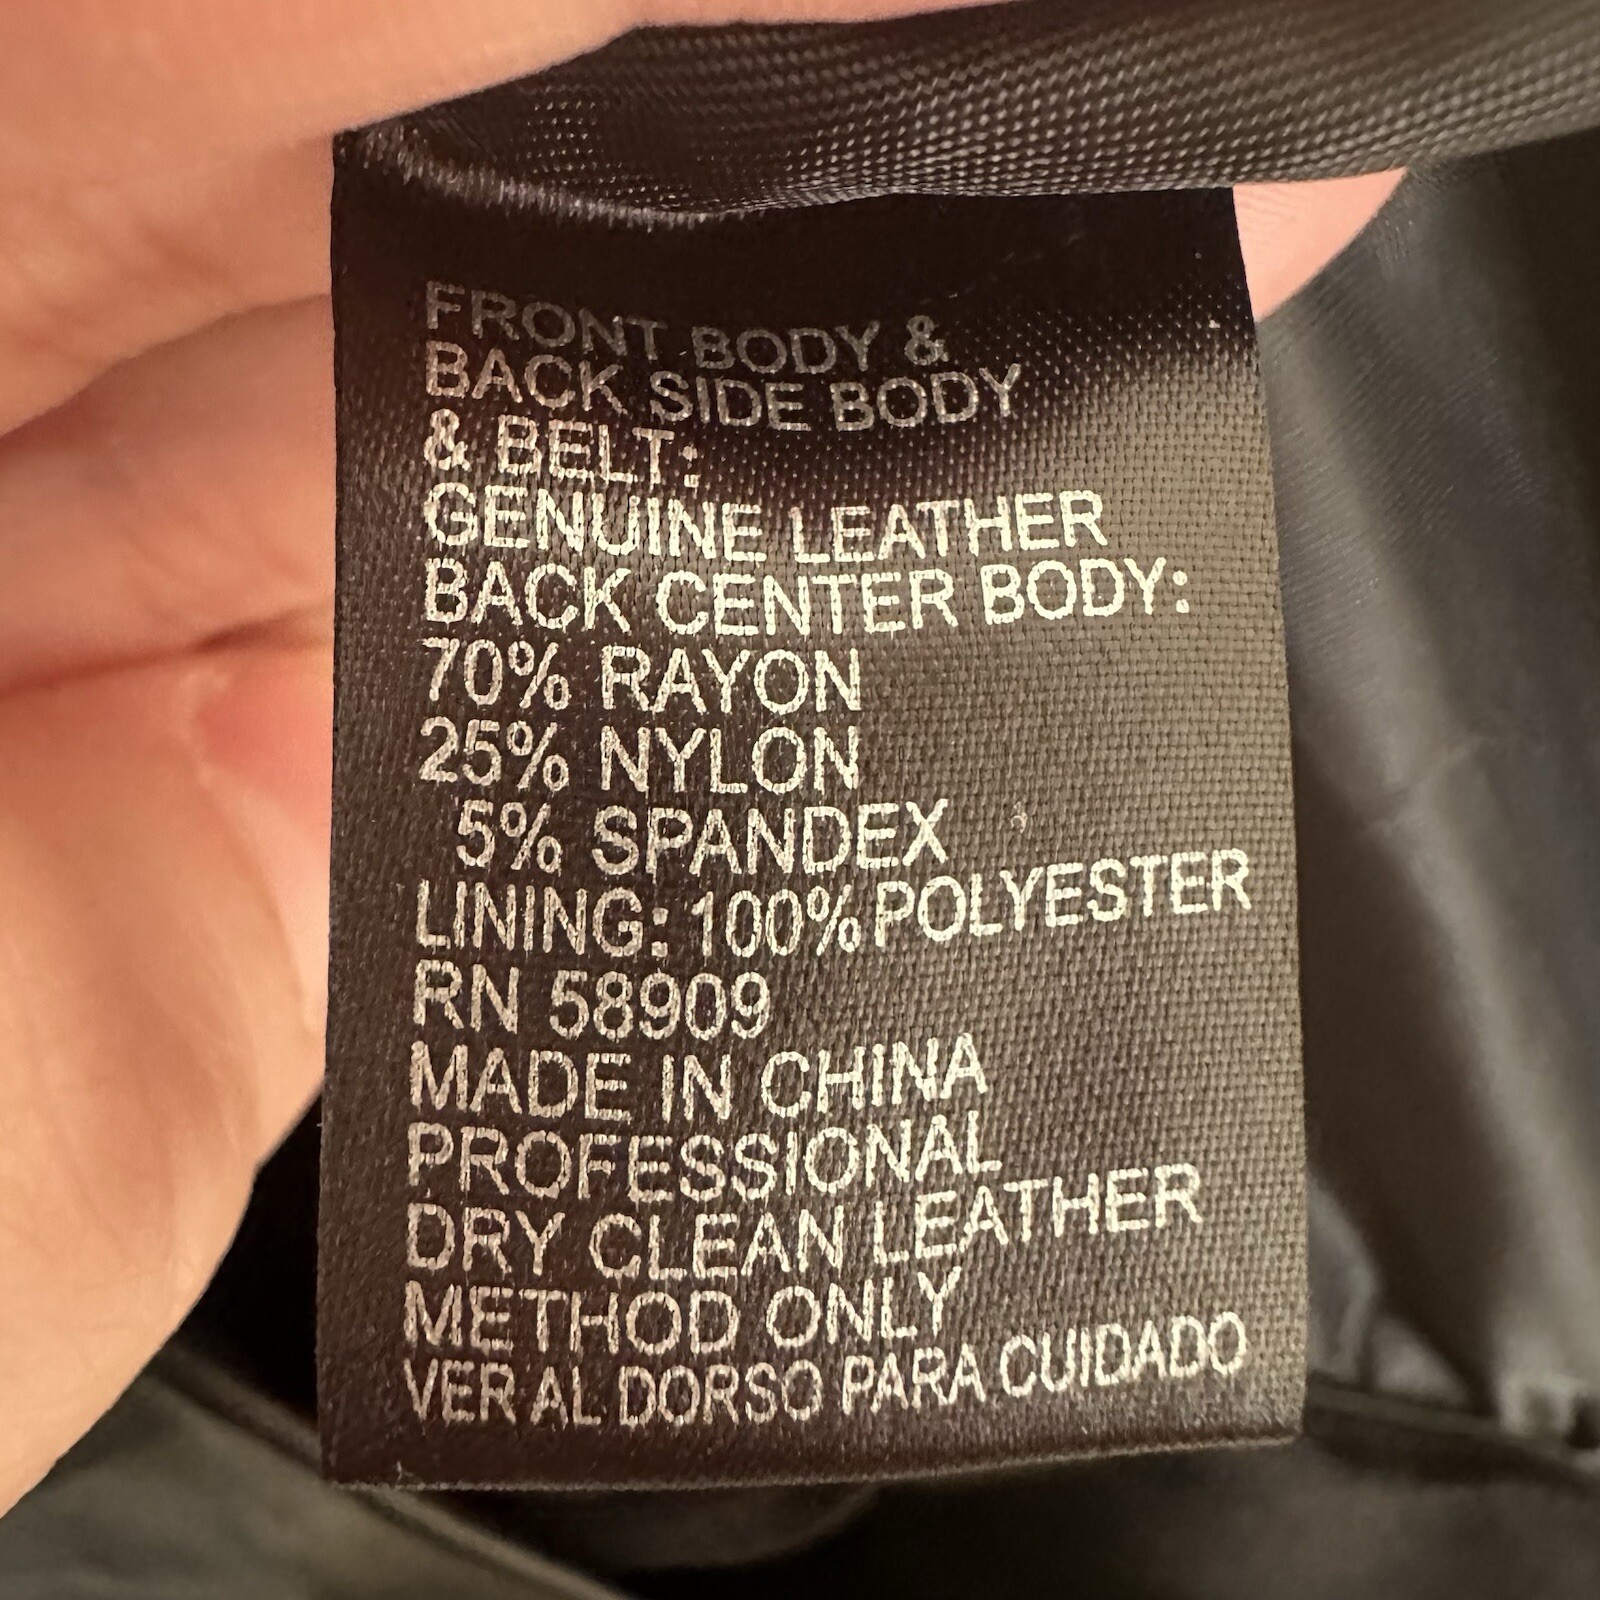 FRONT BODY &
BACK SIDE BODY
& BELT:
GENUINE LEATHER
BACK CENTER BODY:
70% RAYON
25% NYLON
5% SPANDEX
LINING: 100% POLYESTER
RN 58909
MADE IN CHINA
PROFESSIONAL
DRY CLEAN LEATHER
METHOD ONLY
VER AL DORSO PARA CUIDADO